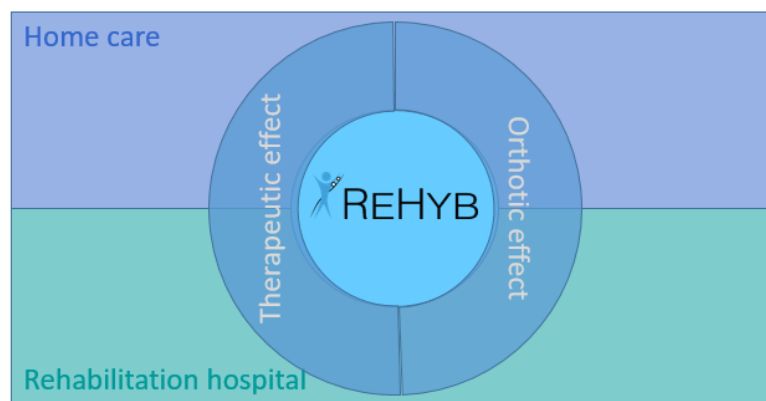 Home care
Therapeutic effect
REHYB
Orthotic effect
Rehabilitation hospital